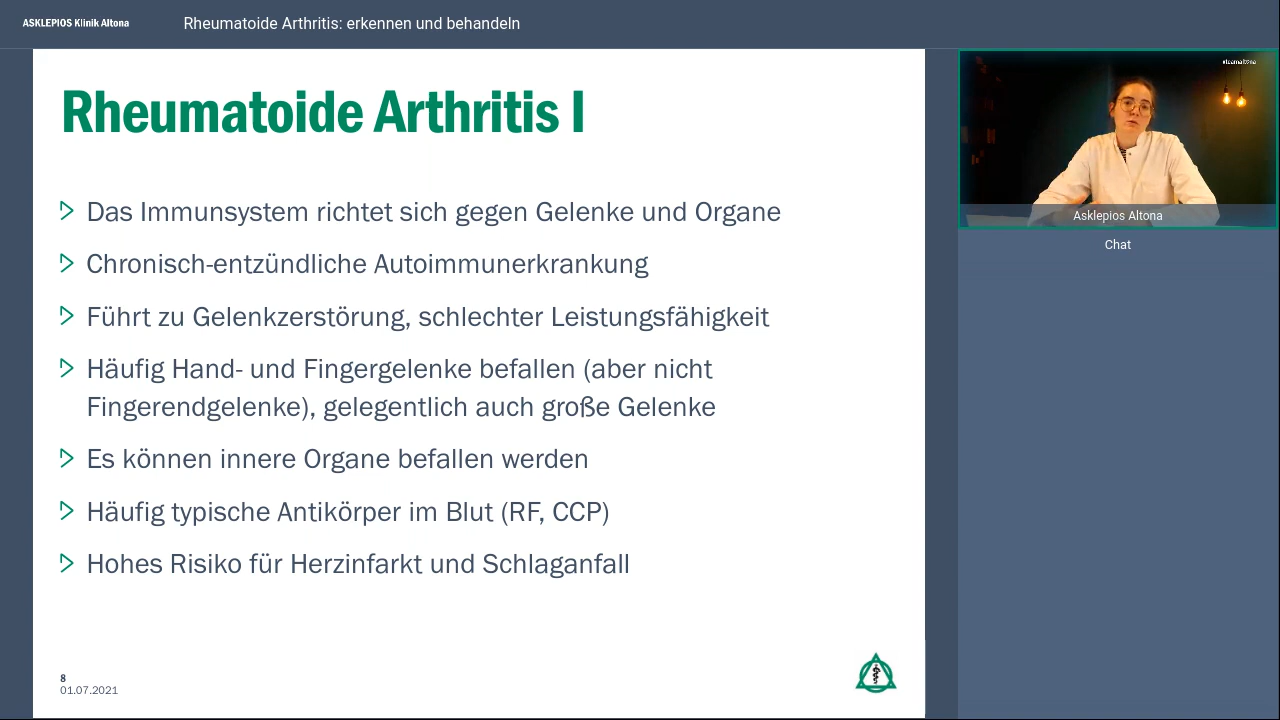 ASKLEPIOS Klinik Altona
Rheumatoide Arthritis: erkennen und behandeln
Rheumatoide Arthritis I
Das Immunsystem richtet sich gegen Gelenke und Organe
Chronisch-entzündliche Autoimmunerkrankung
Führt zu Gelenkzerstörung, schlechter Leistungsfähigkeit
Häufig Hand- und Fingergelenke befallen (aber nicht
Fingerendgelenke), gelegentlich auch große Gelenke
Es können innere Organe befallen werden
Häufig typische Antikörper im Blut (RF, CCP)
Hohes Risiko für Herzinfarkt und Schlaganfall
8
01.07.2021
#teamaltona
Asklepios Altona
Chat